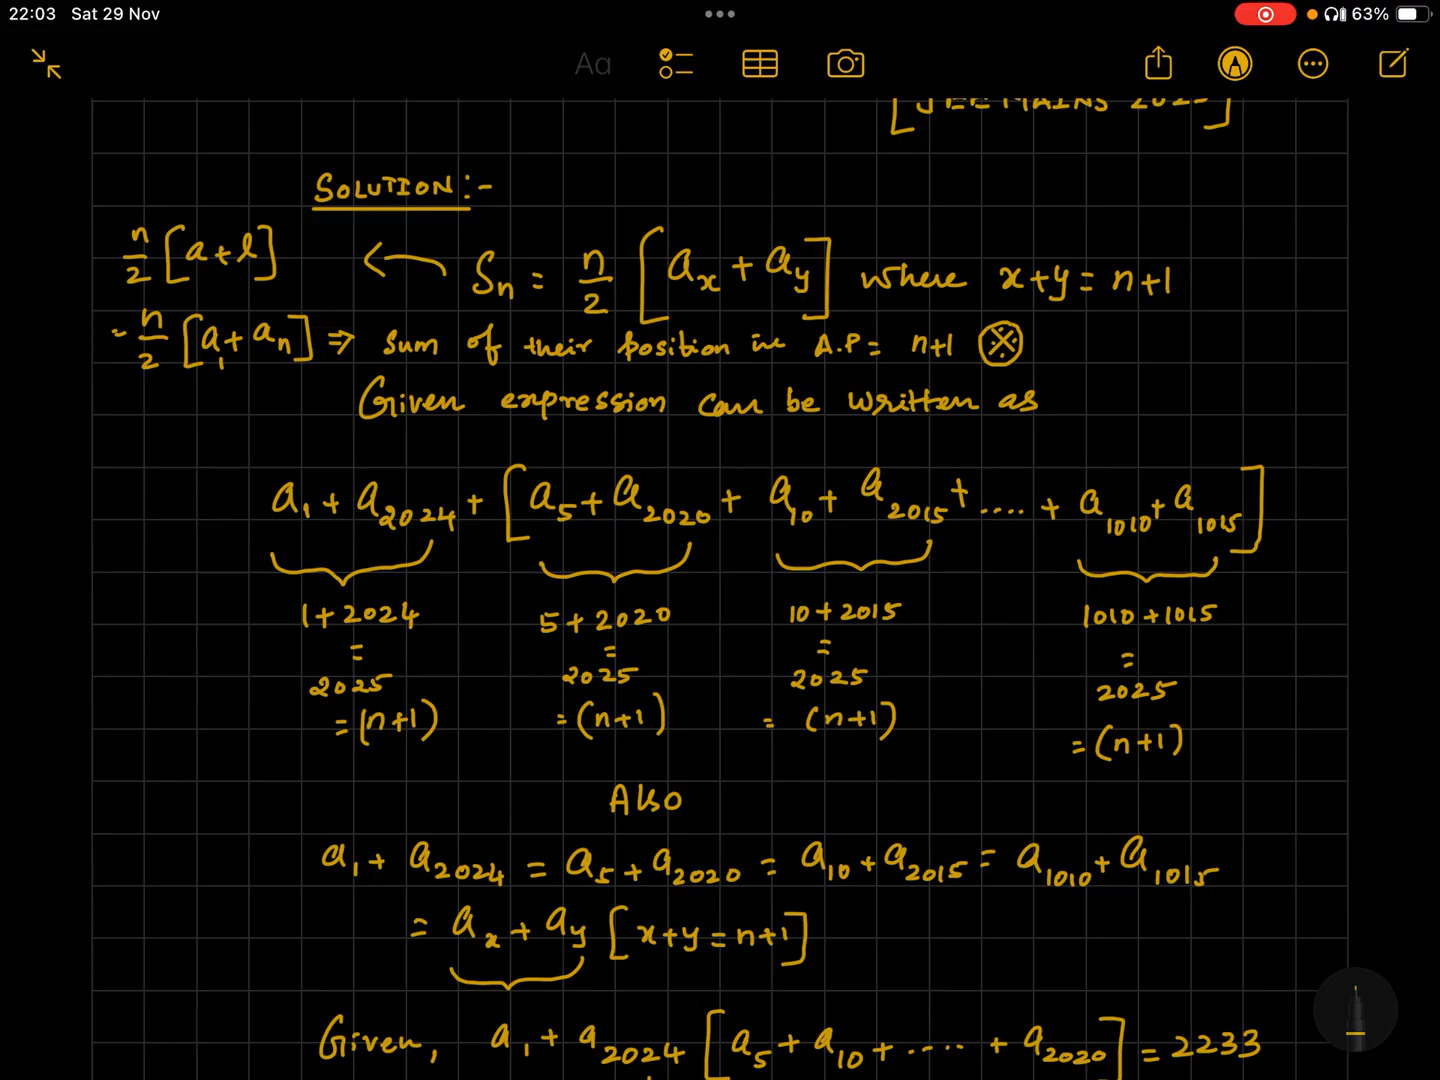 22:03 Sat 29 Nov 63%
Aa
SOLUTION:-
n/2 [a+l] ← Sn = n/2 [ax + ay] where x+y = n+1
= n/2 [a1 + an] ⇒ Sum of their position in A.P = n+1 ※
Given expression can be written as
a1 + a2024 + [a5 + a2020 + a10 + a2015 + .... + a1010 + a1015]
1+2024 5+2020 10+2015 1010+1015
= = = =
2025 2025 2025 2025
=(n+1) =(n+1) = (n+1) =(n+1)
Also
a1 + a2024 = a5 + a2020 = a10 + a2015 = a1010 + a1015
= ax + ay [x+y = n+1]
Given, a1 + a2024 [a5 + a10 + ..... + a2020] = 2233